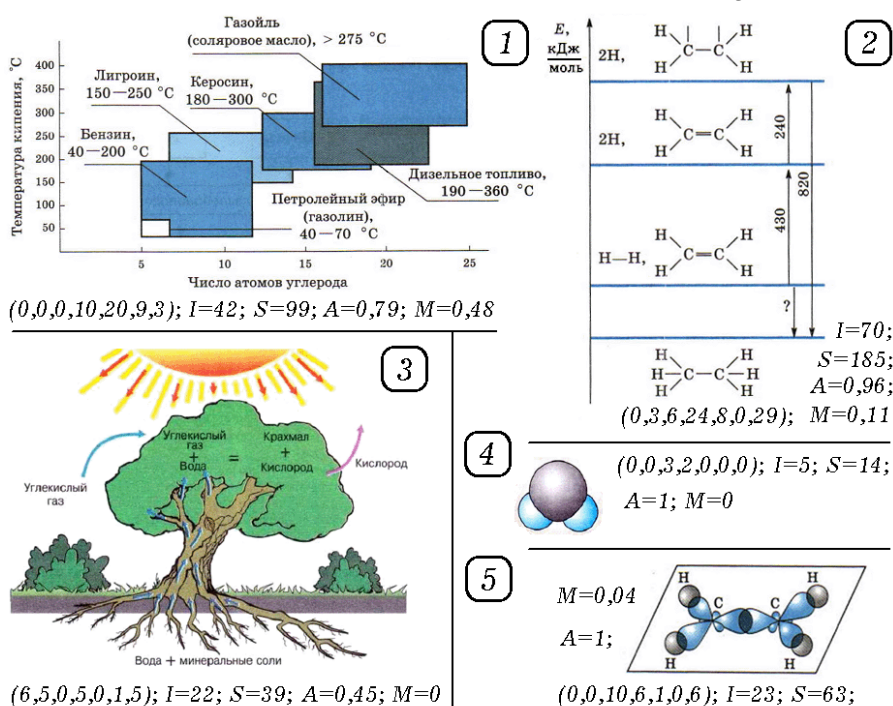 1
Газойль
(соляровое масло), > 275 °C
Лигроин,
150—250 °C
Керосин,
180—300 °C
Бензин,
40—200 °C
Дизельное топливо,
190—360 °C
Петролейный эфир
(газолин),
40—70 °C
Температура кипения, °C
400
350
300
250
200
150
100
50
5
10
15
20
25
Число атомов углерода
(0,0,0,10,20,9,3); I=42; S=99; A=0,79; M=0,48
2
E,
кДж
моль
2H,
H H
C—C
H H
240
2H,
H H
C=C
H H
430
820
H—H,
H H
C=C
H H
?
H H
H—C—C—H
H H
I=70;
S=185;
A=0,96;
(0,3,6,24,8,0,29); M=0,11
3
Углекислый
газ
+
Вода
=
Крахмал
+
Кислород
Кислород
Углекислый
газ
Вода + минеральные соли
(6,5,0,5,0,1,5); I=22; S=39; A=0,45; M=0
4
(0,0,3,2,0,0,0); I=5; S=14;
A=1; M=0
5
M=0,04
A=1;
H H
C C
H H
(0,0,10,6,1,0,6); I=23; S=63;